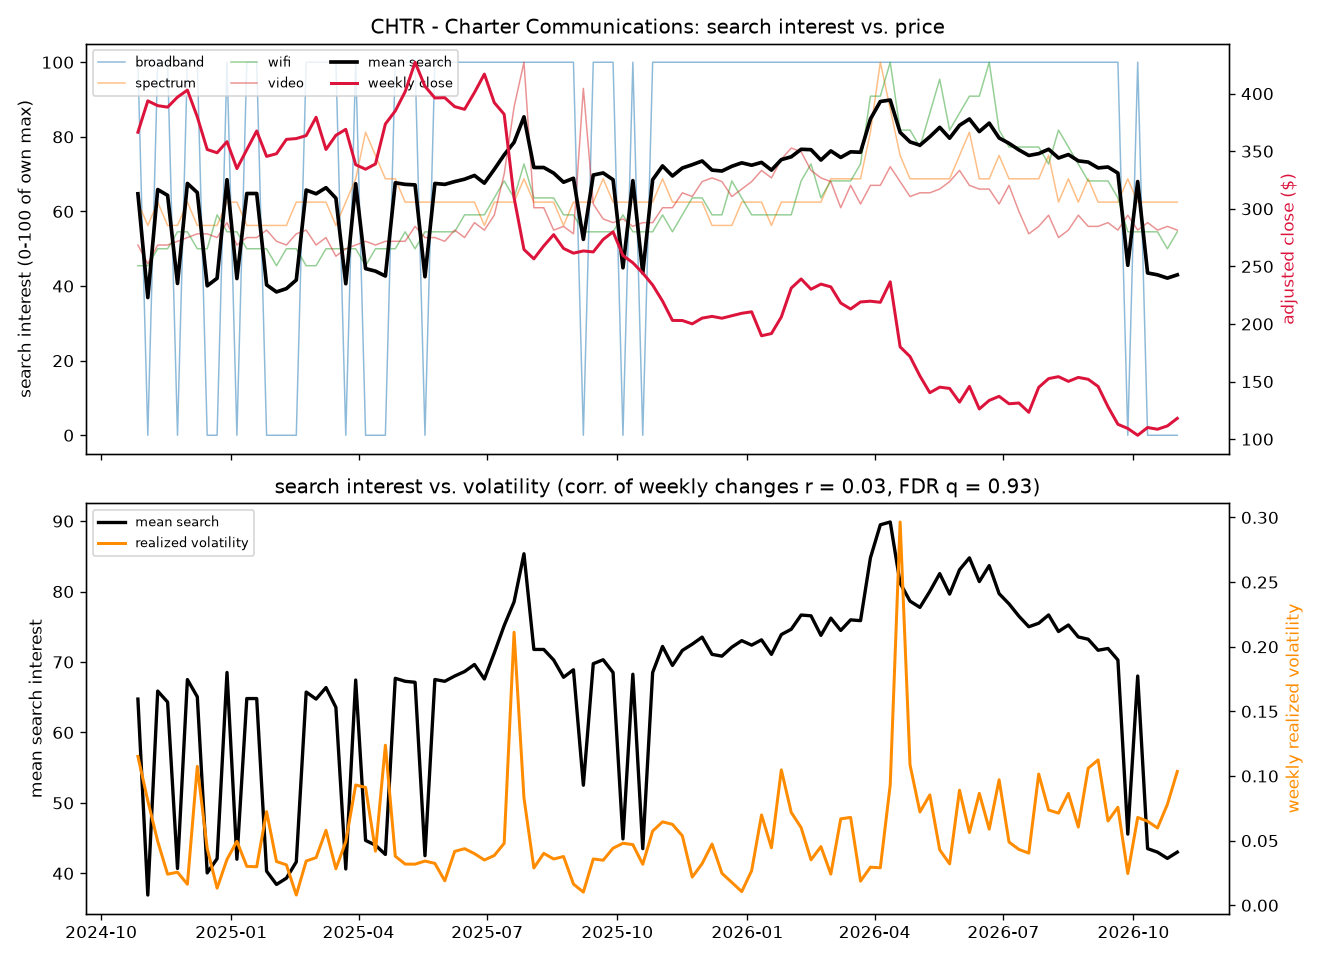 CHTR - Charter Communications: search interest vs. price
broadband
spectrum
wifi
video
mean search
weekly close
search interest (0-100 of own max)
100
80
60
40
20
0
adjusted close ($)
400
350
300
250
200
150
100
search interest vs. volatility (corr. of weekly changes r = 0.03, FDR q = 0.93)
mean search
realized volatility
mean search interest
90
80
70
60
50
40
weekly realized volatility
0.30
0.25
0.20
0.15
0.10
0.05
0.00
2024-10
2025-01
2025-04
2025-07
2025-10
2026-01
2026-04
2026-07
2026-10